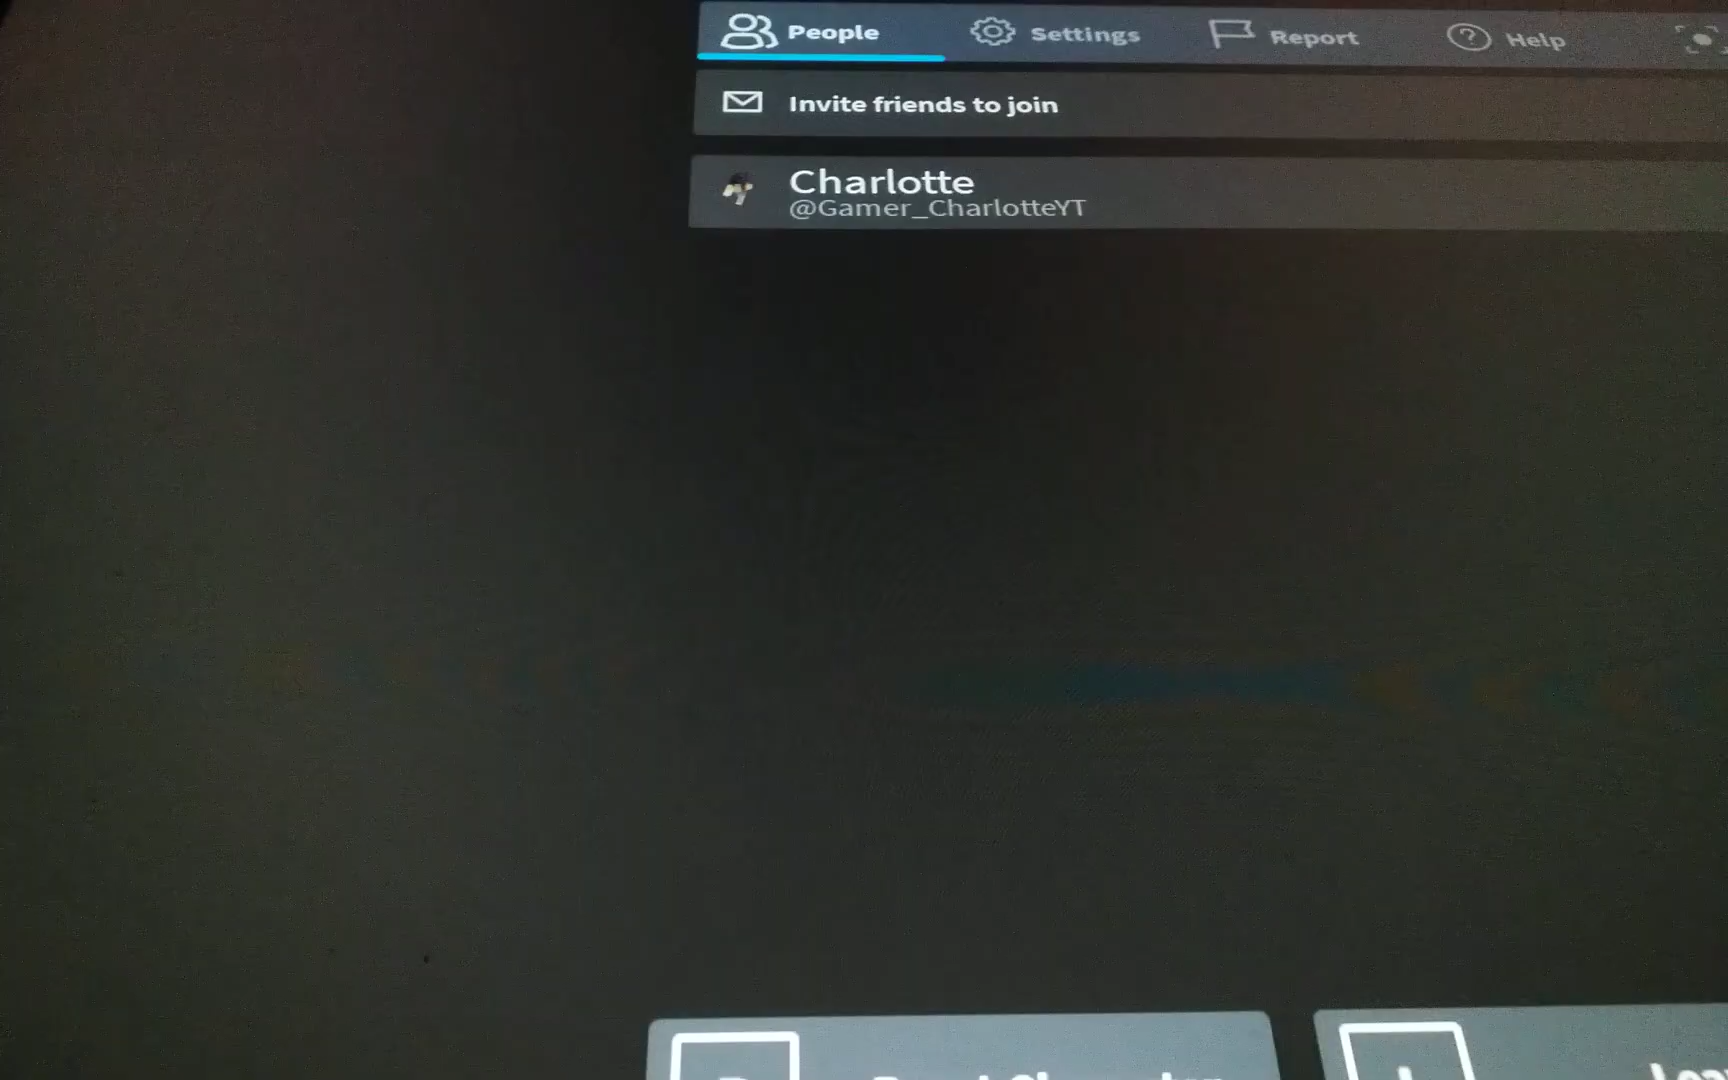 People
Settings
Report
Help
Invite friends to join
Charlotte
@Gamer_CharlotteYT